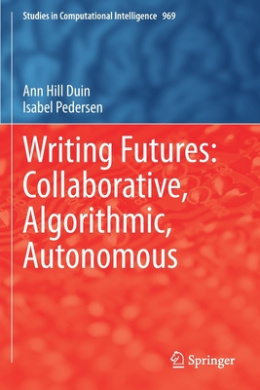 Studies in Computational Intelligence 969
Ann Hill Duin
Isabel Pedersen
Writing Futures:
Collaborative,
Algorithmic,
Autonomous
Springer